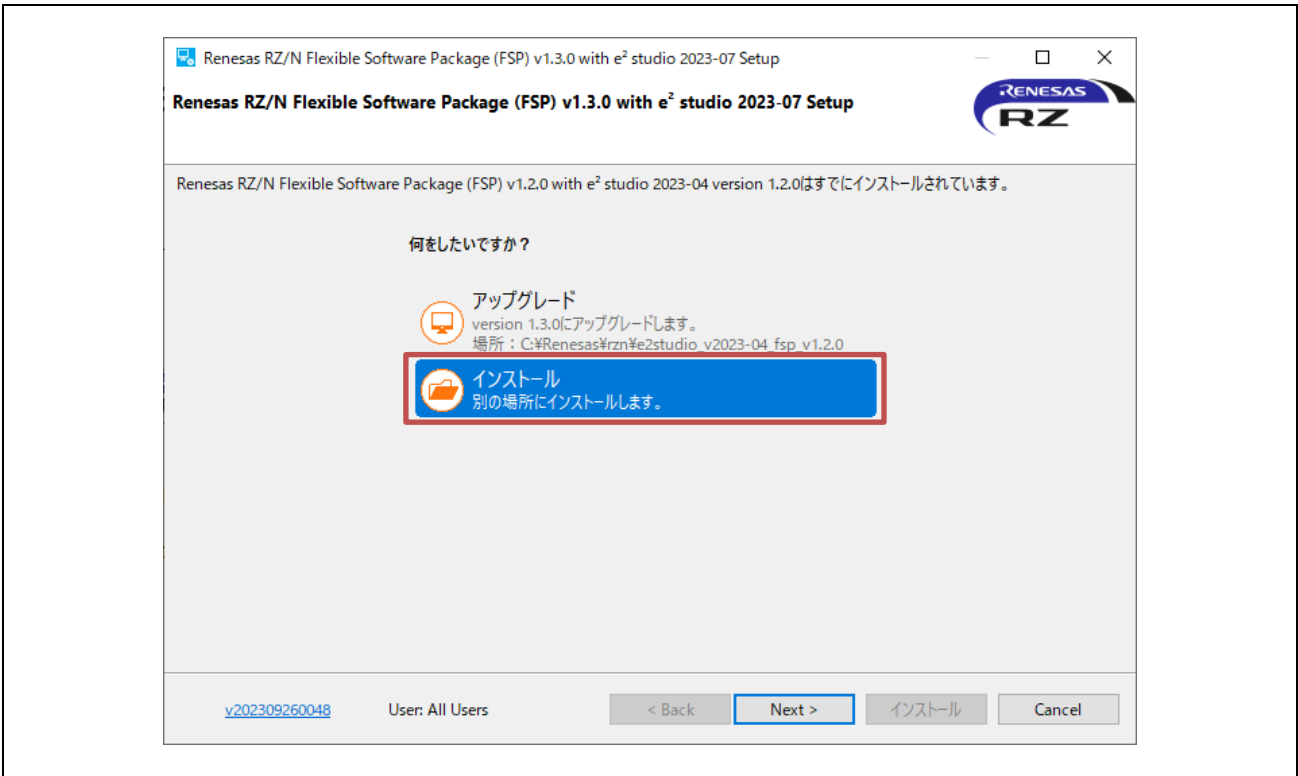 Renesas RZ/N Flexible Software Package (FSP) v1.3.0 with e² studio 2023-07 Setup
Renesas RZ/N Flexible Software Package (FSP) v1.3.0 with e² studio 2023-07 Setup
RENESAS
RZ
Renesas RZ/N Flexible Software Package (FSP) v1.2.0 with e² studio 2023-04 version 1.2.0はすでにインストールされています。
何をしたいですか？
アップグレード
version 1.3.0にアップグレードします。
場所：C:¥Renesas¥rzn¥e2studio_v2023-04_fsp_v1.2.0
インストール
別の場所にインストールします。
v202309260048 User: All Users < Back Next > インストール Cancel